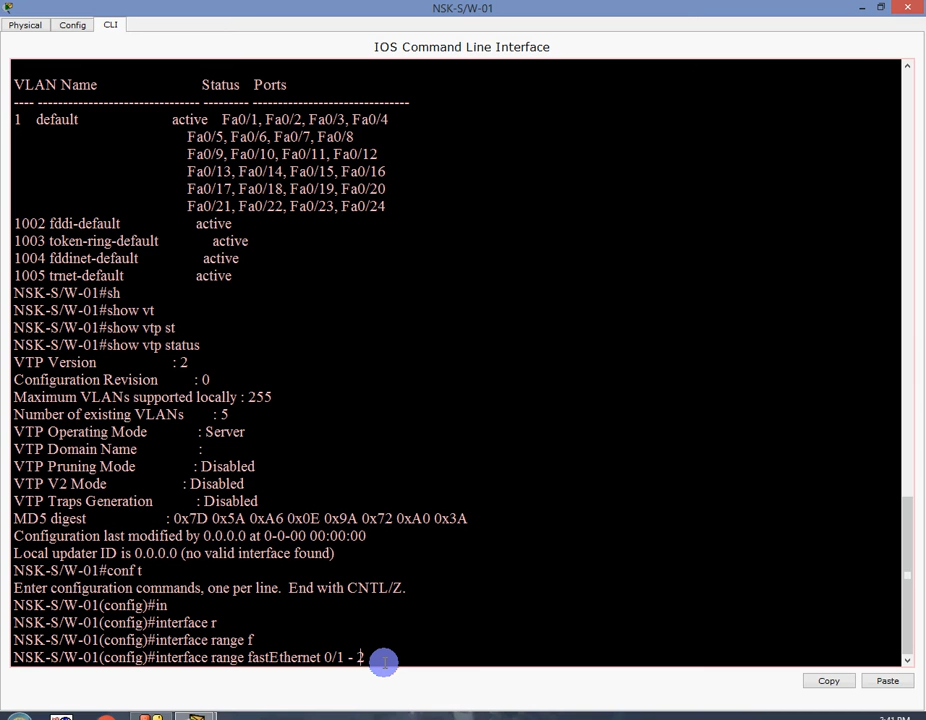 NSK-S/W-01
Physical Config CLI
IOS Command Line Interface
VLAN Name Status Ports
---- -------------------------------- --------- -------------------------------
1 default active Fa0/1, Fa0/2, Fa0/3, Fa0/4
Fa0/5, Fa0/6, Fa0/7, Fa0/8
Fa0/9, Fa0/10, Fa0/11, Fa0/12
Fa0/13, Fa0/14, Fa0/15, Fa0/16
Fa0/17, Fa0/18, Fa0/19, Fa0/20
Fa0/21, Fa0/22, Fa0/23, Fa0/24
1002 fddi-default active
1003 token-ring-default active
1004 fddinet-default active
1005 trnet-default active
NSK-S/W-01#sh
NSK-S/W-01#show vt
NSK-S/W-01#show vtp st
NSK-S/W-01#show vtp status
VTP Version : 2
Configuration Revision : 0
Maximum VLANs supported locally : 255
Number of existing VLANs : 5
VTP Operating Mode : Server
VTP Domain Name :
VTP Pruning Mode : Disabled
VTP V2 Mode : Disabled
VTP Traps Generation : Disabled
MD5 digest : 0x7D 0x5A 0xA6 0x0E 0x9A 0x72 0xA0 0x3A
Configuration last modified by 0.0.0.0 at 0-0-00 00:00:00
Local updater ID is 0.0.0.0 (no valid interface found)
NSK-S/W-01#conf t
Enter configuration commands, one per line. End with CNTL/Z.
NSK-S/W-01(config)#in
NSK-S/W-01(config)#interface r
NSK-S/W-01(config)#interface range f
NSK-S/W-01(config)#interface range fastEthernet 0/1 - 2
Copy Paste